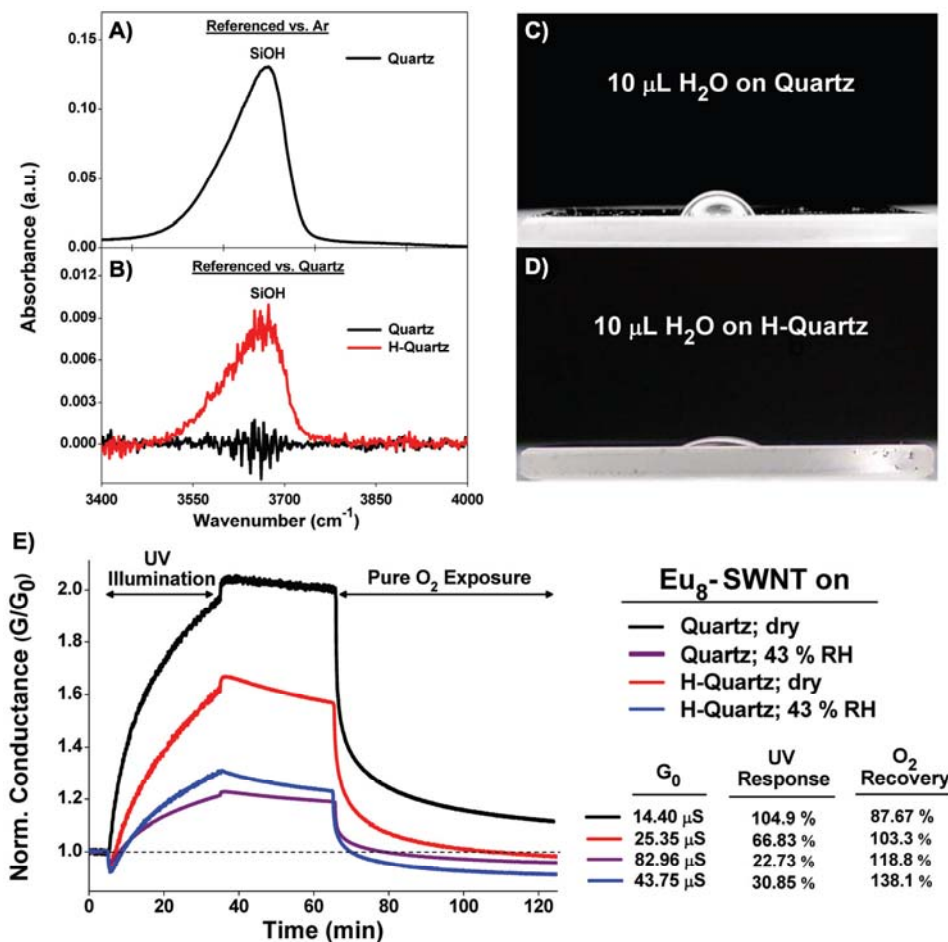 A)
Referenced vs. Ar
SiOH
Quartz
0.15
0.10
0.05
0.00
B)
Referenced vs. Quartz
SiOH
Quartz
H-Quartz
0.012
0.009
0.006
0.003
0.000
3400 3550 3700 3850 4000
Wavenumber (cm⁻¹)
Absorbance (a.u.)
C)
10 μL H₂O on Quartz
D)
10 μL H₂O on H-Quartz
E)
UV
Illumination
Pure O₂ Exposure
2.0
1.8
1.6
1.4
1.2
1.0
0 20 40 60 80 100 120
Time (min)
Norm. Conductance (G/G₀)
Eu₈- SWNT on
Quartz; dry
Quartz; 43 % RH
H-Quartz; dry
H-Quartz; 43 % RH
G₀ UV Response O₂ Recovery
14.40 μS 104.9 % 87.67 %
25.35 μS 66.83 % 103.3 %
82.96 μS 22.73 % 118.8 %
43.75 μS 30.85 % 138.1 %